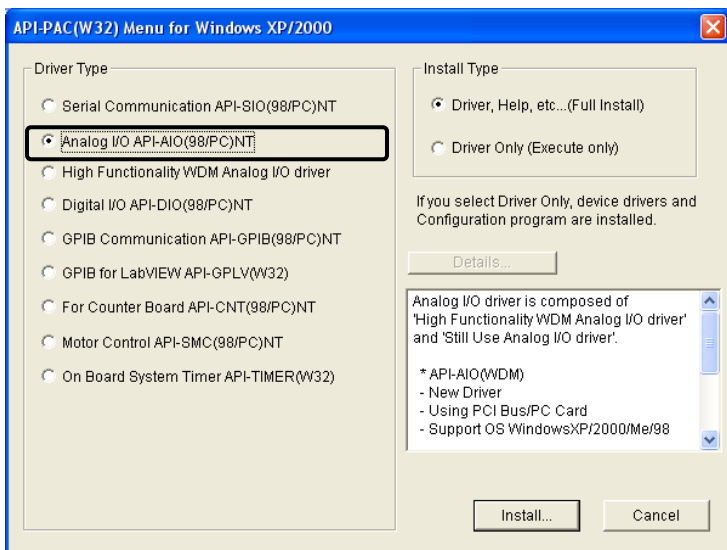 API-PAC(W32) Menu for Windows XP/2000
Driver Type
Serial Communication API-SIO(98/PC)NT
Analog I/O API-AIO(98/PC)NT
High Functionality WDM Analog I/O driver
Digital I/O API-DIO(98/PC)NT
GPIB Communication API-GPIB(98/PC)NT
GPIB for LabVIEW API-GPLV(W32)
For Counter Board API-CNT(98/PC)NT
Motor Control API-SMC(98/PC)NT
On Board System Timer API-TIMER(W32)
Install Type
Driver, Help, etc...(Full Install)
Driver Only (Execute only)
If you select Driver Only, device drivers and
Configuration program are installed.
Details...
Analog I/O driver is composed of
'High Functionality WDM Analog I/O driver'
and 'Still Use Analog I/O driver'.
* API-AIO(WDM)
- New Driver
- Using PCI Bus/PC Card
- Support OS WindowsXP/2000/Me/98
Install...
Cancel